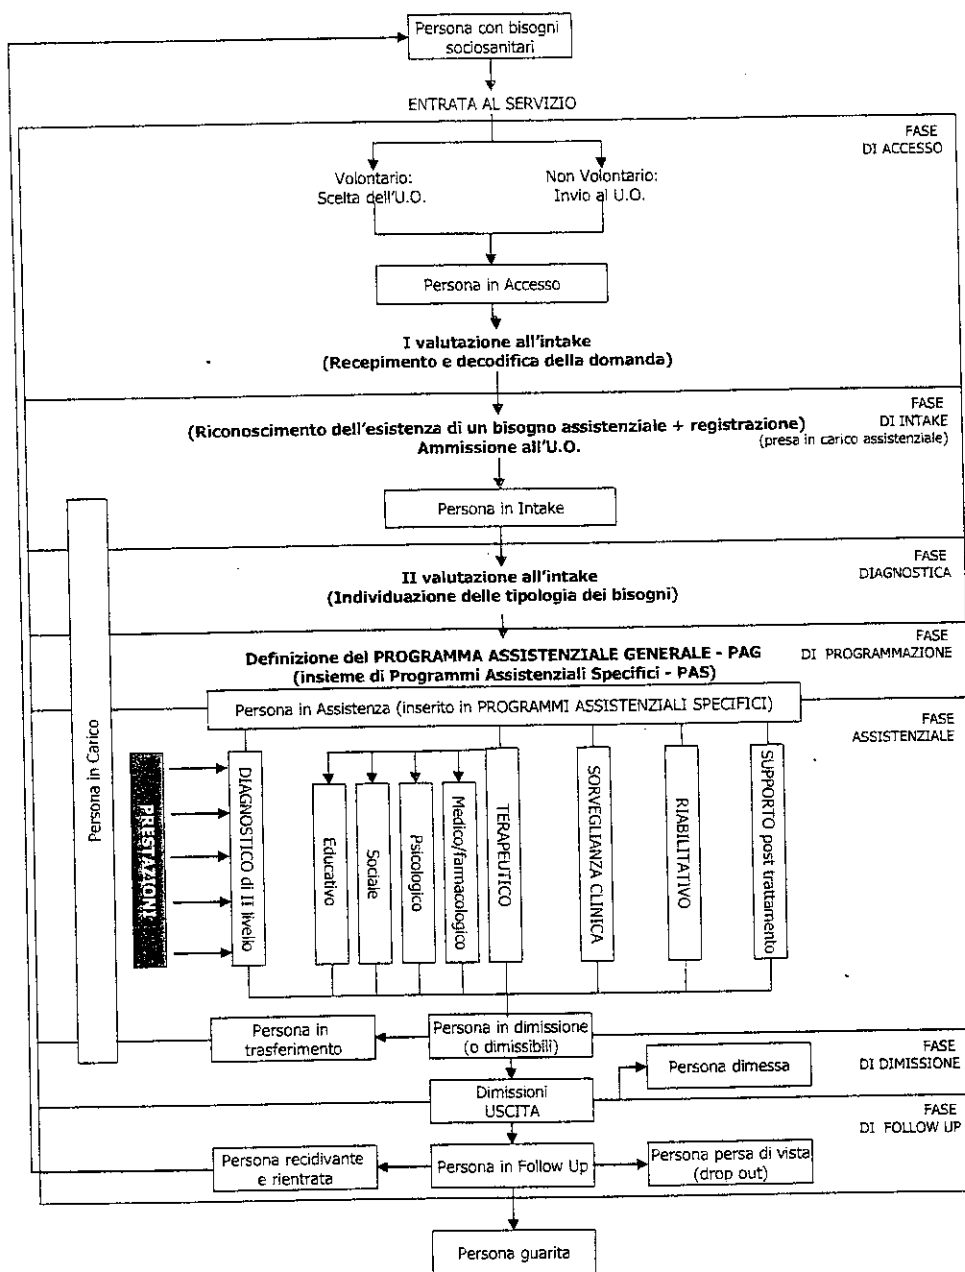 Persona con bisogni
sociosanitari
ENTRATA AL SERVIZIO
FASE
DI ACCESSO
Volontario:
Scelta dell'U.O.
Non Volontario:
Invio al U.O.
Persona in Accesso
I valutazione all'intake
(Recepimento e decodifica della domanda)
FASE
DI INTAKE
(presa in carico assistenziale)
(Riconoscimento dell'esistenza di un bisogno assistenziale + registrazione)
Ammissione all'U.O.
Persona in Intake
FASE
DIAGNOSTICA
II valutazione all'intake
(Individuazione delle tipologia dei bisogni)
FASE
DI PROGRAMMAZIONE
Definizione del PROGRAMMA ASSISTENZIALE GENERALE - PAG
(insieme di Programmi Assistenziali Specifici - PAS)
Persona in Assistenza (inserito in PROGRAMMI ASSISTENZIALI SPECIFICI)
FASE
ASSISTENZIALE
Persona in Carico
PRESTAZIONI
DIAGNOSTICO di II livello
Educativo
Sociale
Psicologico
Medico/farmacologico
TERAPEUTICO
SORVEGLIANZA CLINICA
RIABILITATIVO
SUPPORTO post trattamento
Persona in
trasferimento
Persona in dimissione
(o dimissibili)
FASE
DI DIMISSIONE
Persona dimessa
Dimissioni
USCITA
FASE
DI FOLLOW UP
Persona recidivante
e rientrata
Persona in Follow Up
Persona persa di vista
(drop out)
Persona guarita